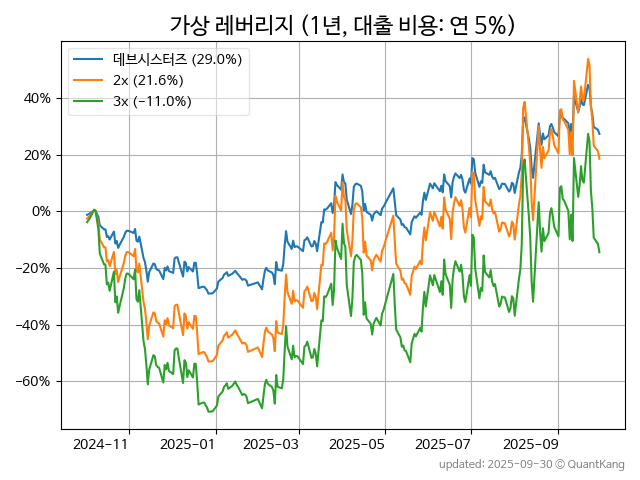 가상 레버리지 (1년, 대출 비용: 연 5%)
데브시스터즈 (29.0%)
2x (21.6%)
3x (−11.0%)
40%
20%
0%
−20%
−40%
−60%
2024-11
2025-01
2025-03
2025-05
2025-07
2025-09
updated: 2025-09-30 © QuantKang